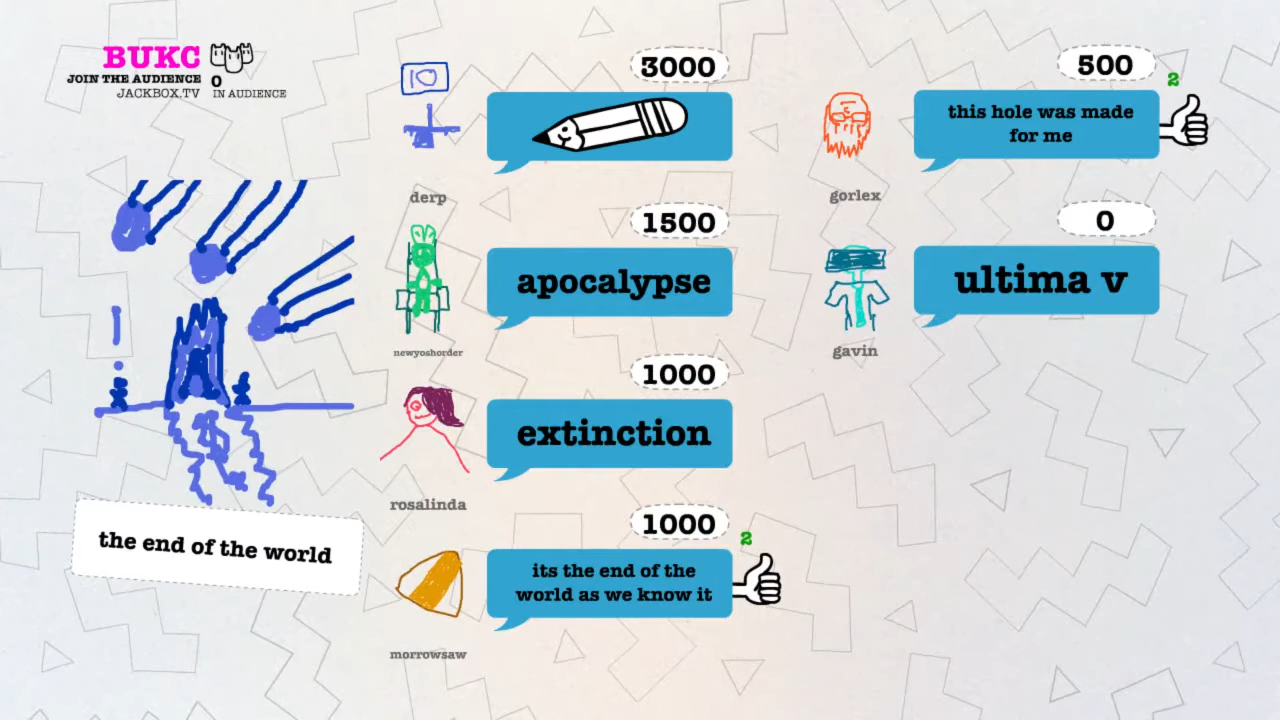 BUKC
JOIN THE AUDIENCE
JACKBOX.TV
0
IN AUDIENCE
the end of the world
3000
derp
1500
apocalypse
newyoshorder
1000
extinction
rosalinda
1000
2
its the end of the
world as we know it
morrowsaw
500
2
this hole was made
for me
gorlex
0
ultima v
gavin